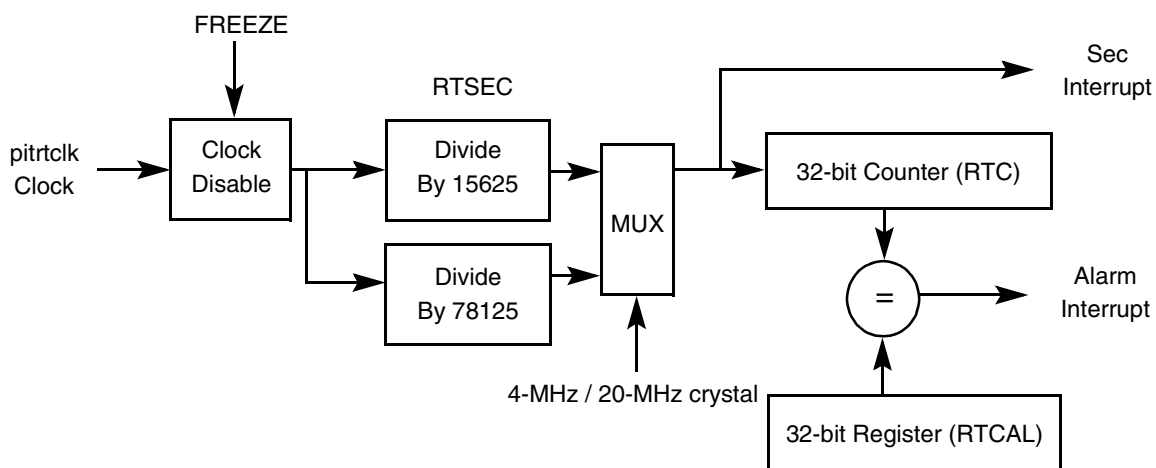 FREEZE
RTSEC
Sec
Interrupt
pitrtclk
Clock
Clock
Disable
Divide
By 15625
MUX
32-bit Counter (RTC)
Divide
By 78125
=
Alarm
Interrupt
4-MHz / 20-MHz crystal
32-bit Register (RTCAL)